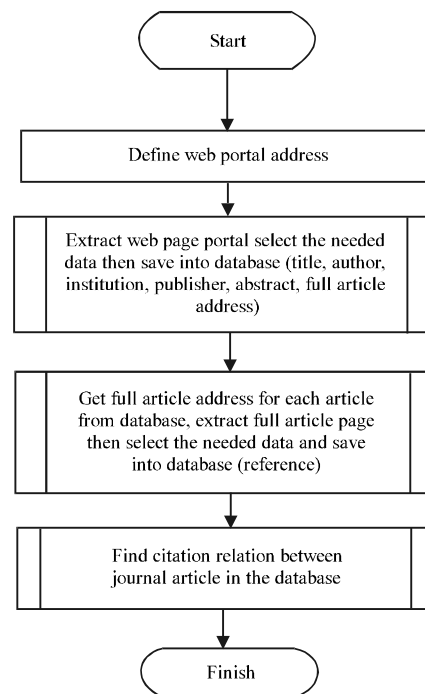 Start
Define web portal address
Extract web page portal select the needed
data then save into database (title, author,
institution, publisher, abstract, full article
address)
Get full article address for each article
from database, extract full article page
then select the needed data and save
into database (reference)
Find citation relation between
journal article in the database
Finish